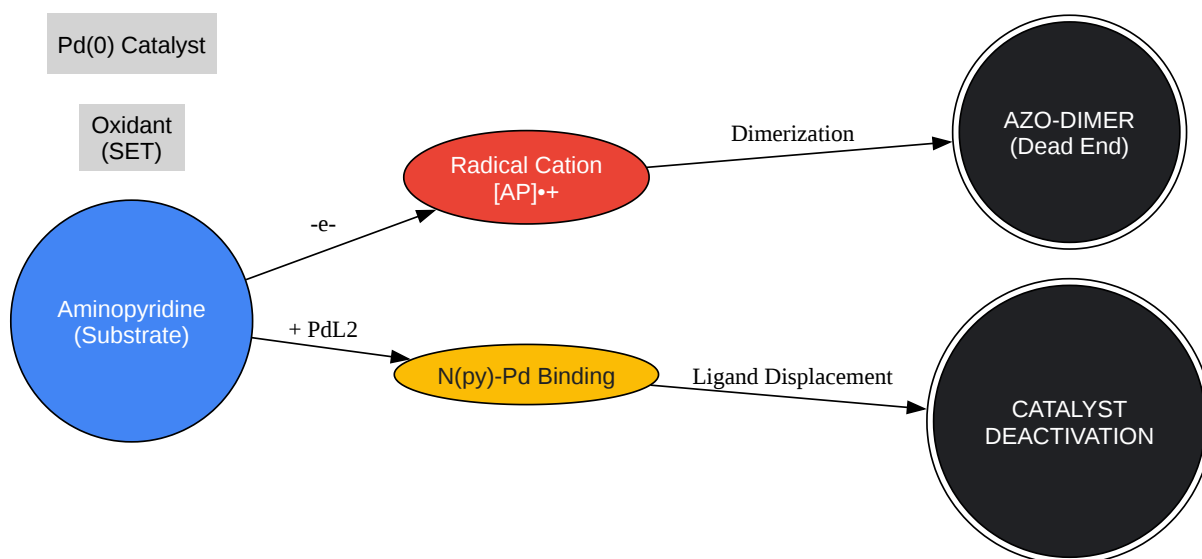 Pd(0) Catalyst
Oxidant
(SET)
Aminopyridine
(Substrate)
-e-
Radical Cation
[AP]•+
Dimerization
AZO-DIMER
(Dead End)
+ PdL2
N(py)-Pd Binding
Ligand Displacement
CATALYST
DEACTIVATION